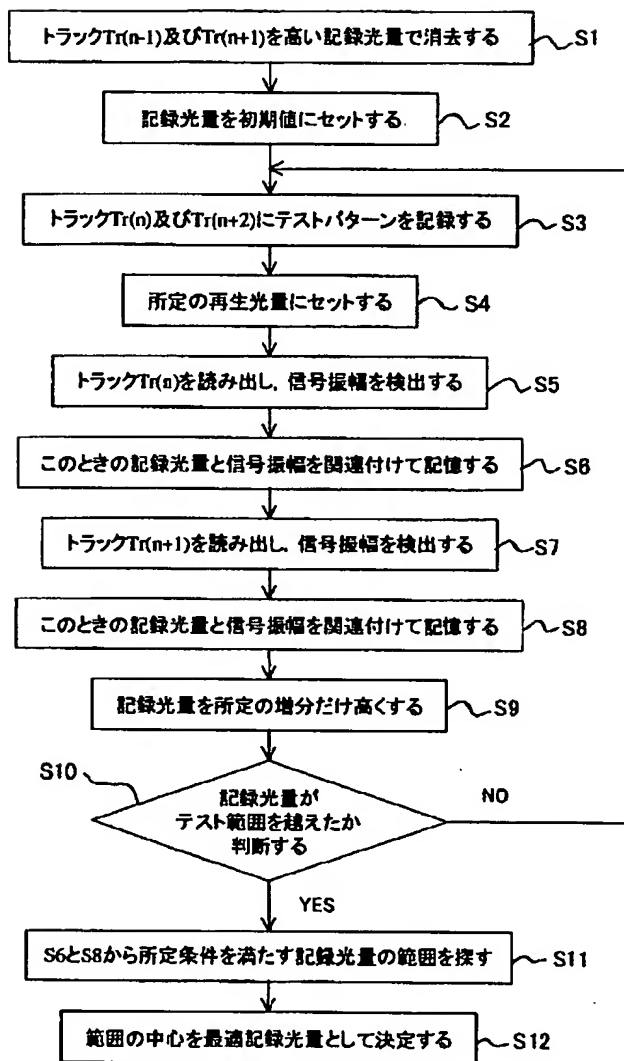 トラックTr(n-1)及びTr(n+1)を高い記録光量で消去する S1
記録光量を初期値にセットする S2
トラックTr(n)及びTr(n+2)にテストパターンを記録する S3
所定の再生光量にセットする S4
トラックTr(n)を読み出し、信号振幅を検出する S5
このときの記録光量と信号振幅を関連付けて記憶する S6
トラックTr(n+1)を読み出し、信号振幅を検出する S7
このときの記録光量と信号振幅を関連付けて記憶する S8
記録光量を所定の増分だけ高くする S9
S10
記録光量が
テスト範囲を越えたか
判断する
NO
YES
S6とS8から所定条件を満たす記録光量の範囲を探す S11
範囲の中心を最適記録光量として決定する S12